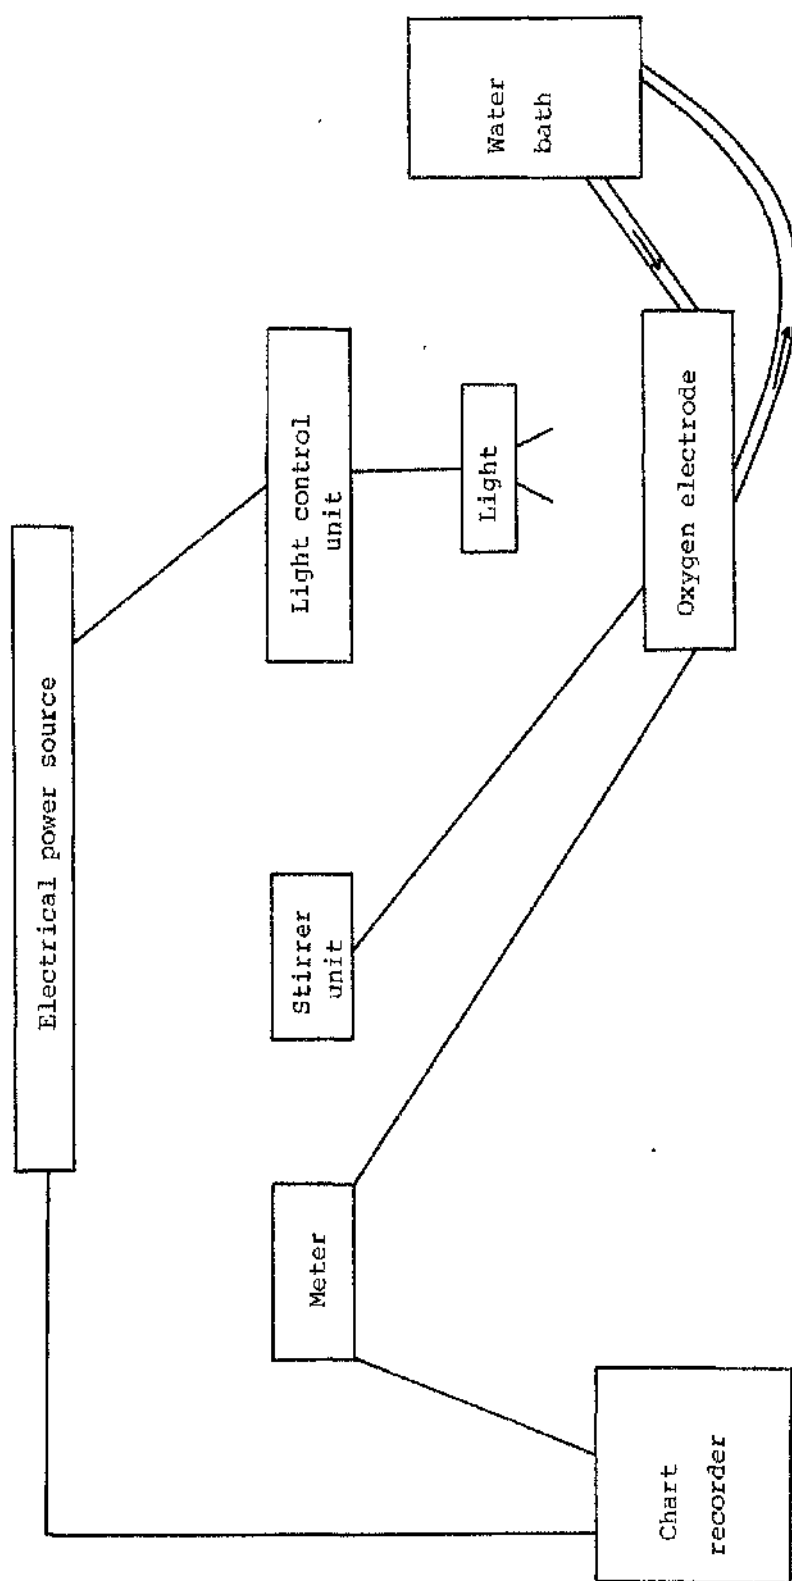 Electrical power source
Meter
Stirrer
unit
Light control
unit
Light
Chart
recorder
Oxygen electrode
Water
bath